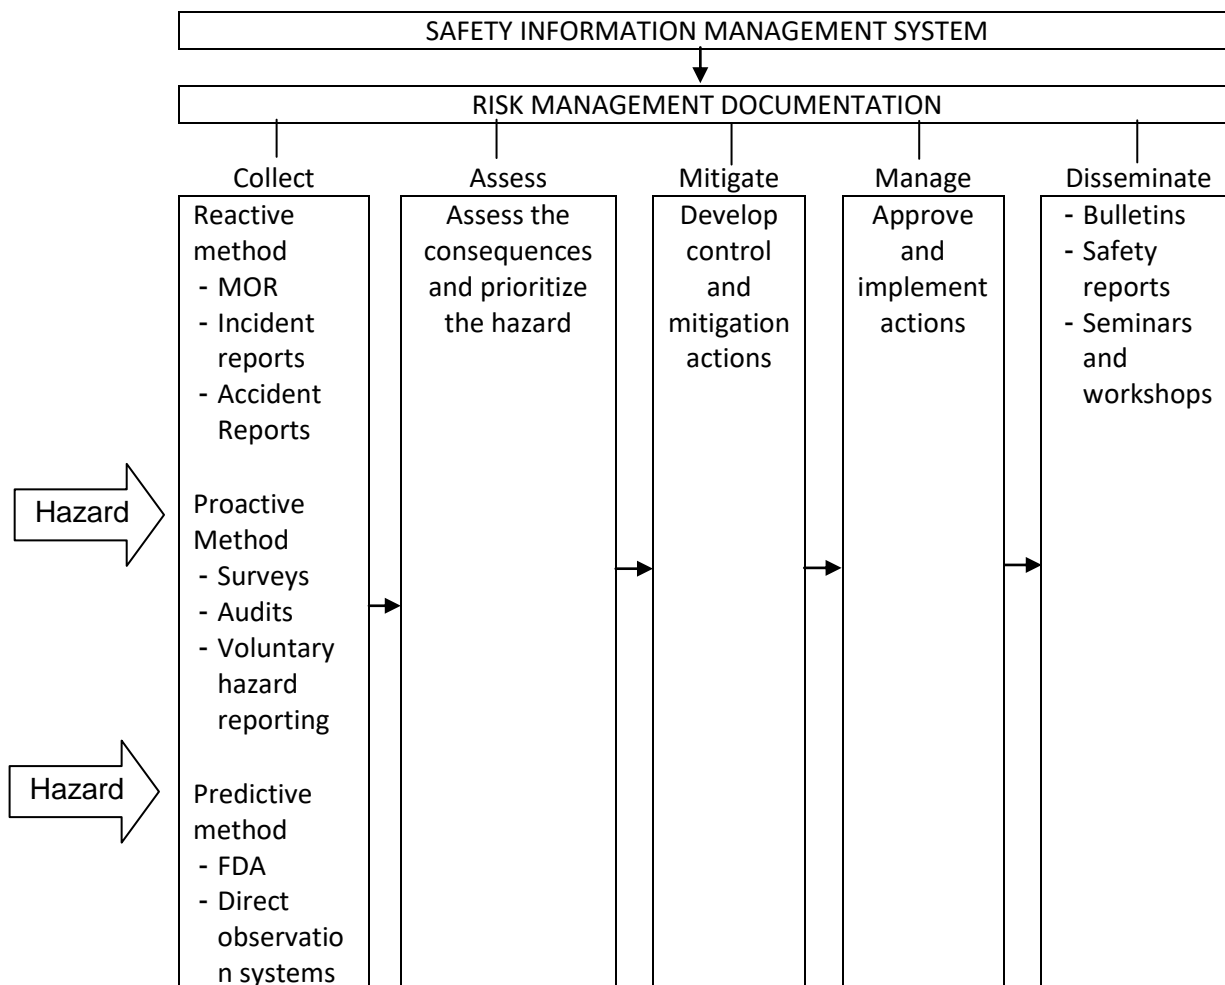 SAFETY INFORMATION MANAGEMENT SYSTEM
RISK MANAGEMENT DOCUMENTATION
Collect
Reactive
method
- MOR
- Incident
reports
- Accident
Reports
Proactive
Method
- Surveys
- Audits
- Voluntary
hazard
reporting
Predictive
method
- FDA
- Direct
observatio
n systems
Assess
Assess the
consequences
and prioritize
the hazard
Mitigate
Develop
control
and
mitigation
actions
Manage
Approve
and
implement
actions
Disseminate
- Bulletins
- Safety
reports
- Seminars
and
workshops
Hazard
Hazard